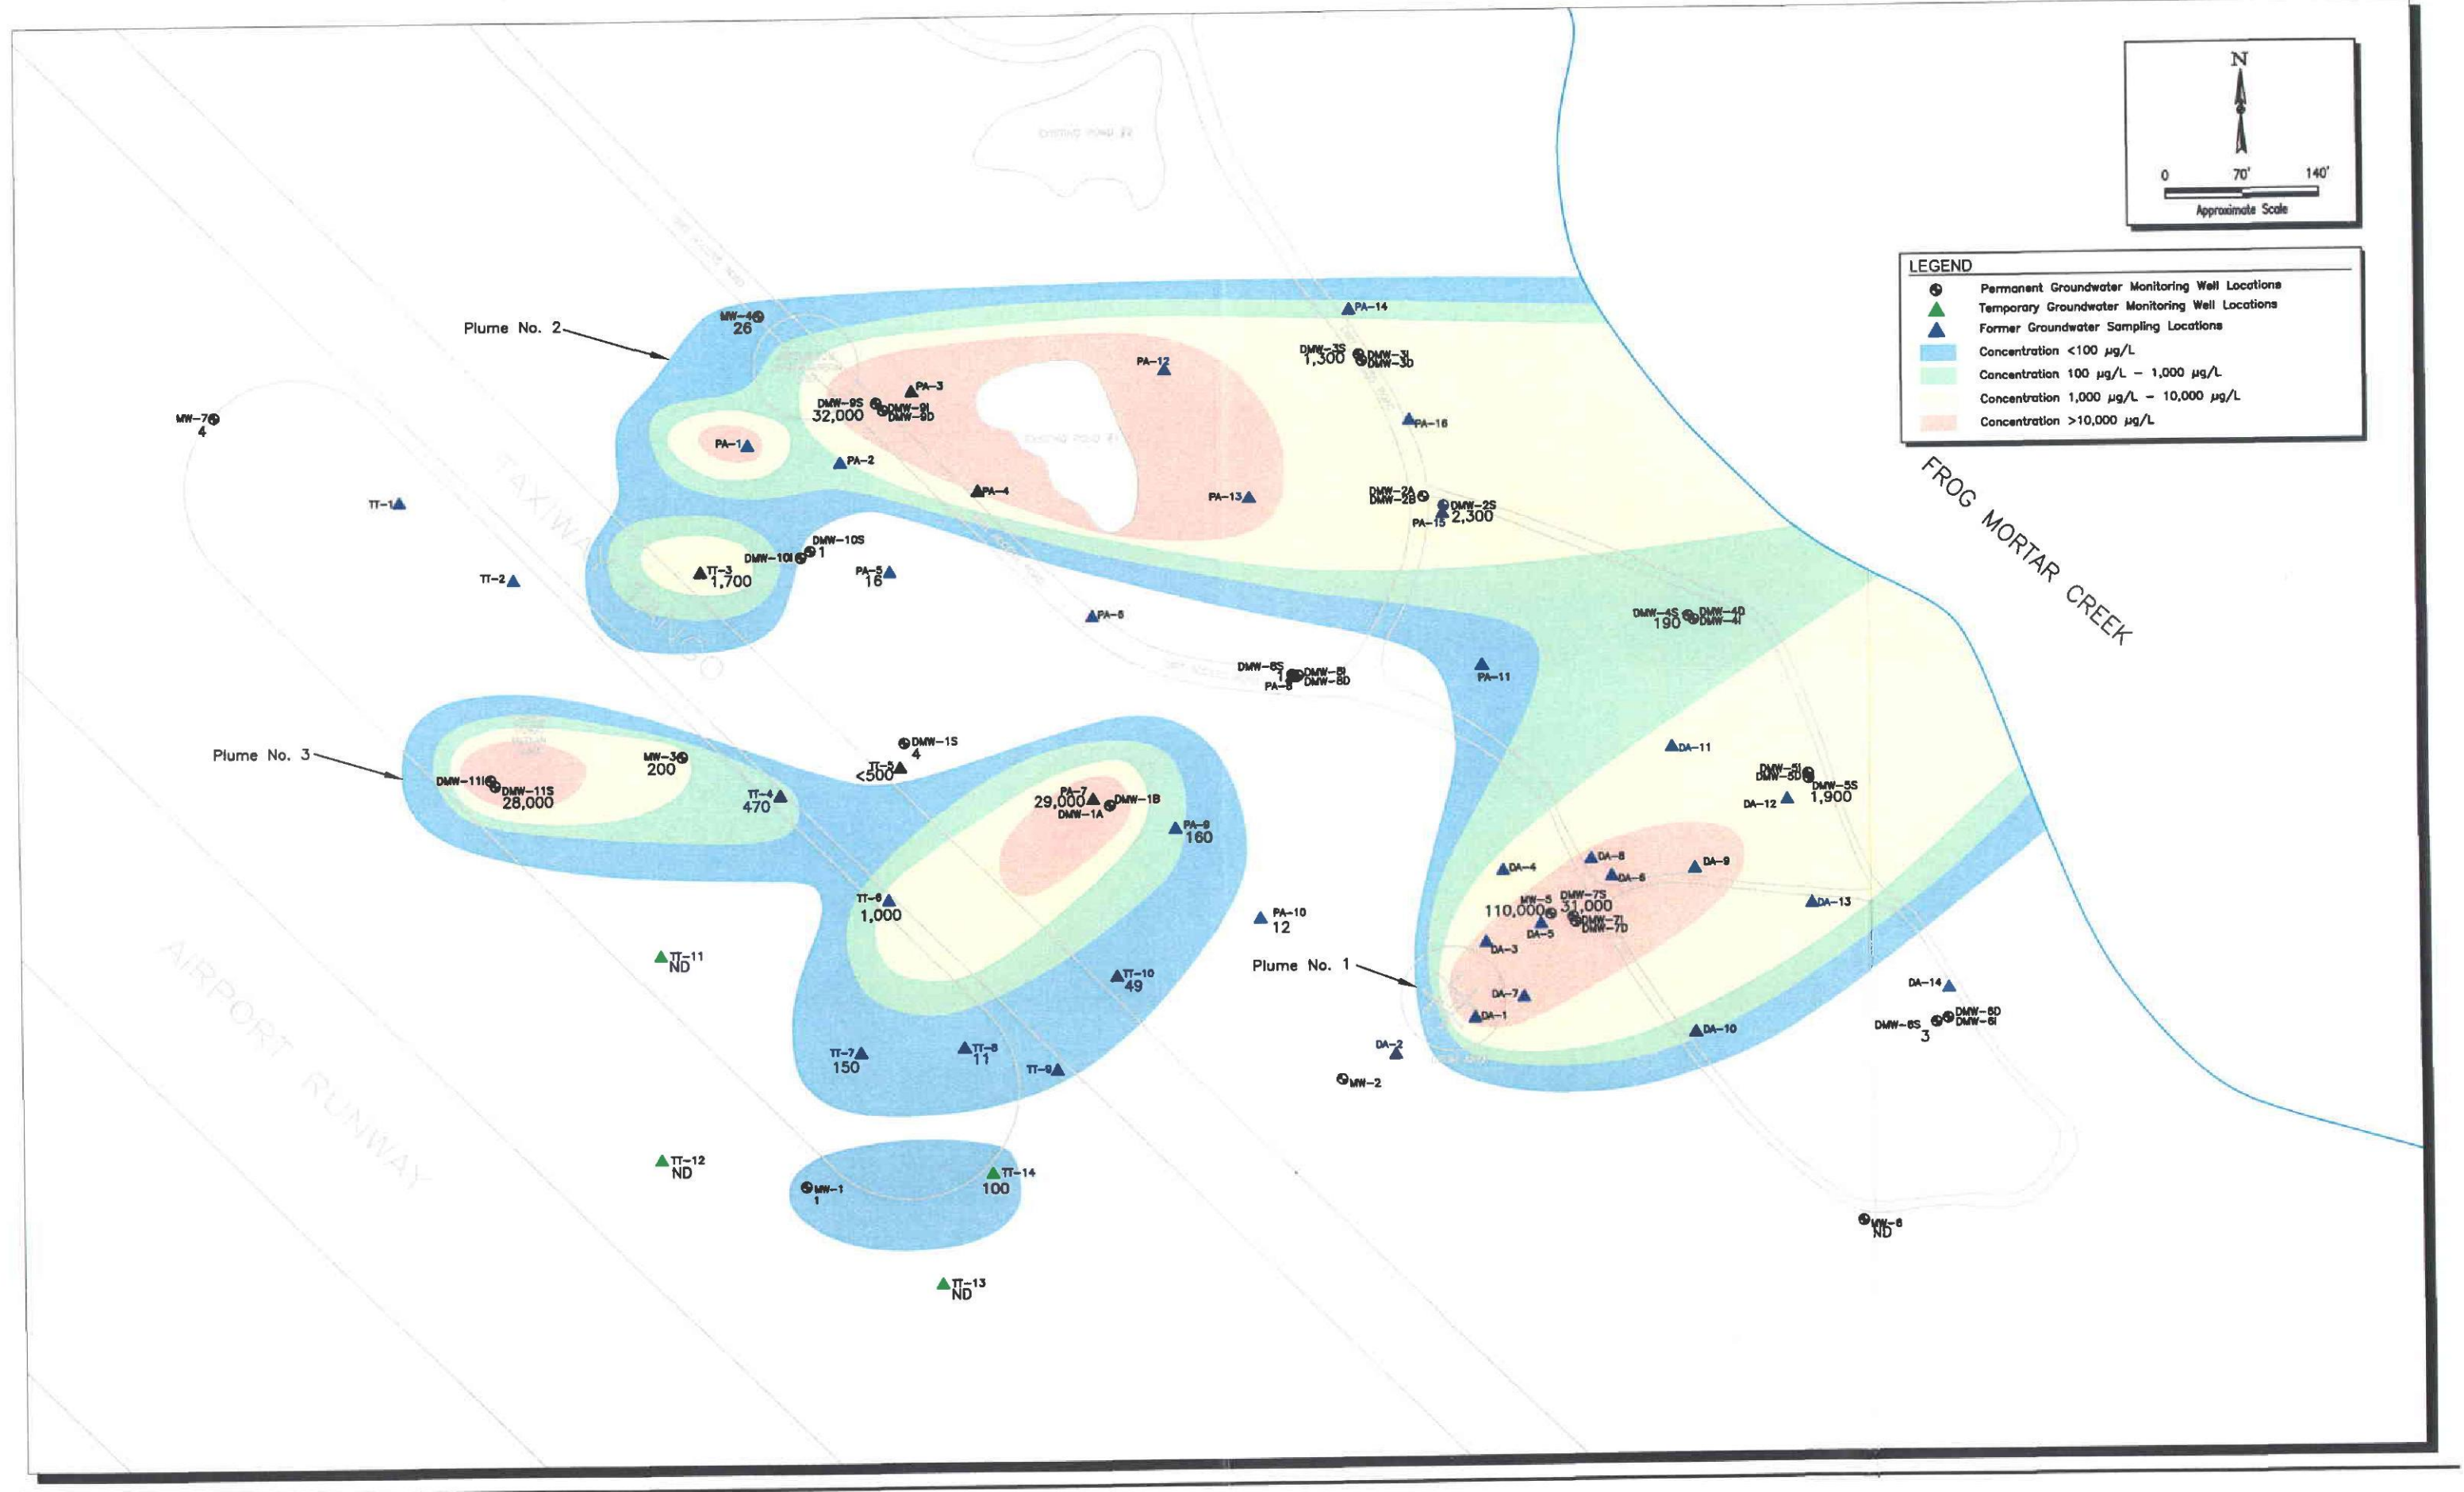 N
0 70' 140'
Approximate Scale
LEGEND
Permanent Groundwater Monitoring Well Locations
Temporary Groundwater Monitoring Well Locations
Former Groundwater Sampling Locations
Concentration <100 µg/L
Concentration 100 µg/L – 1,000 µg/L
Concentration 1,000 µg/L – 10,000 µg/L
Concentration >10,000 µg/L
FROG MORTAR CREEK
Plume No. 2
MW-4
26
PA-14
DMW-3S
1,300
DMW-3I
DMW-3D
PA-12
PA-3
DMW-9S
32,000
DMW-9I
DMW-9D
MW-7
4
PA-16
PA-1
PA-2
PA-4
PA-13
DMW-2A
DMW-2B
DMW-2S
PA-15
2,300
TT-1
TAXIWAY TANGO
DMW-10S
1
DMW-10I
TT-2
TT-3
1,700
PA-5
16
PA-6
DMW-4S
190
DMW-4D
DMW-4I
PA-11
PA-8
Plume No. 3
DMW-1S
4
TT-5
<500
MW-3
200
DMW-11I
DMW-11S
28,000
TT-4
470
PA-7
29,000
DMW-1B
DMW-1A
PA-9
160
DA-11
DMW-5I
DMW-5D
DMW-5S
1,900
DA-12
DA-4
DA-8
DA-6
DA-9
MW-5
110,000
DMW-7S
31,000
DMW-7I
DMW-7D
DA-5
DA-3
DA-13
TT-6
1,000
PA-10
12
TT-11
ND
TT-10
49
Plume No. 1
DA-7
DA-1
DA-10
DA-14
DMW-6S
3
DMW-6D
DMW-6I
DA-2
MW-2
TT-7
150
TT-8
11
TT-9
AIRPORT RUNWAY
TT-12
ND
MW-1
1
TT-14
100
MW-6
ND
TT-13
ND